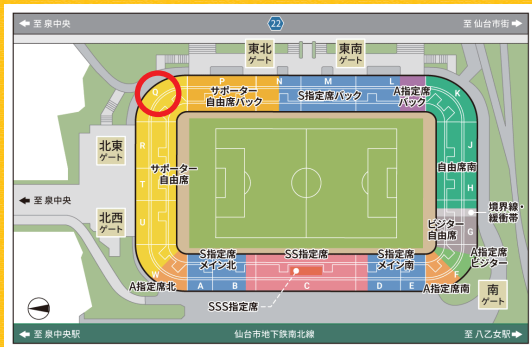 ← 至 泉中央
22
至 仙台市街 →
東北
ゲート
東南
ゲート
Q
P
N
M
L
K
サポーター
自由席バック
S指定席バック
A指定席
バック
北東
ゲート
R
サポーター
自由席
J
自由席南
← 至 泉中央
T
H
境界線・
緩衝帯
北西
ゲート
U
ビジター
自由席
G
S指定席
メイン北
SS指定席
S指定席
メイン南
A指定席
ビジター
W
F
A指定席北
A
B
C
D
E
A指定席南
南
ゲート
SSS指定席
← 至 泉中央駅
仙台市地下鉄南北線
至 八乙女駅 →